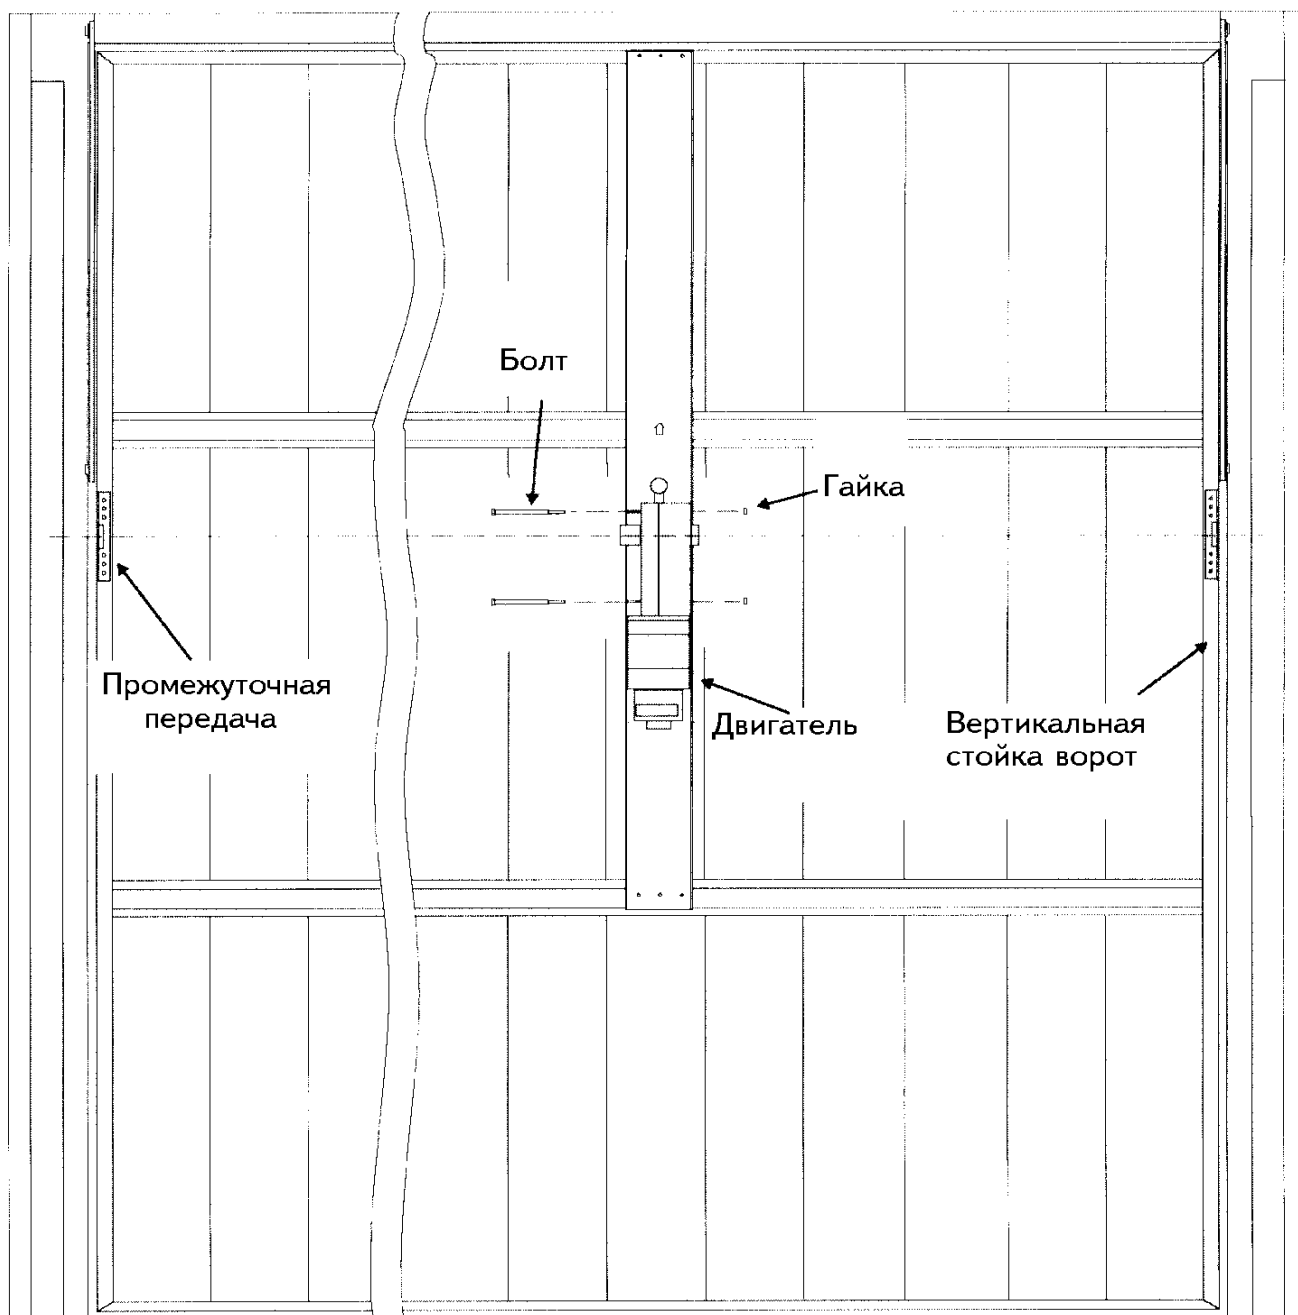 Болт
Гайка
Промежуточная
передача
Двигатель
Вертикальная
стойка ворот